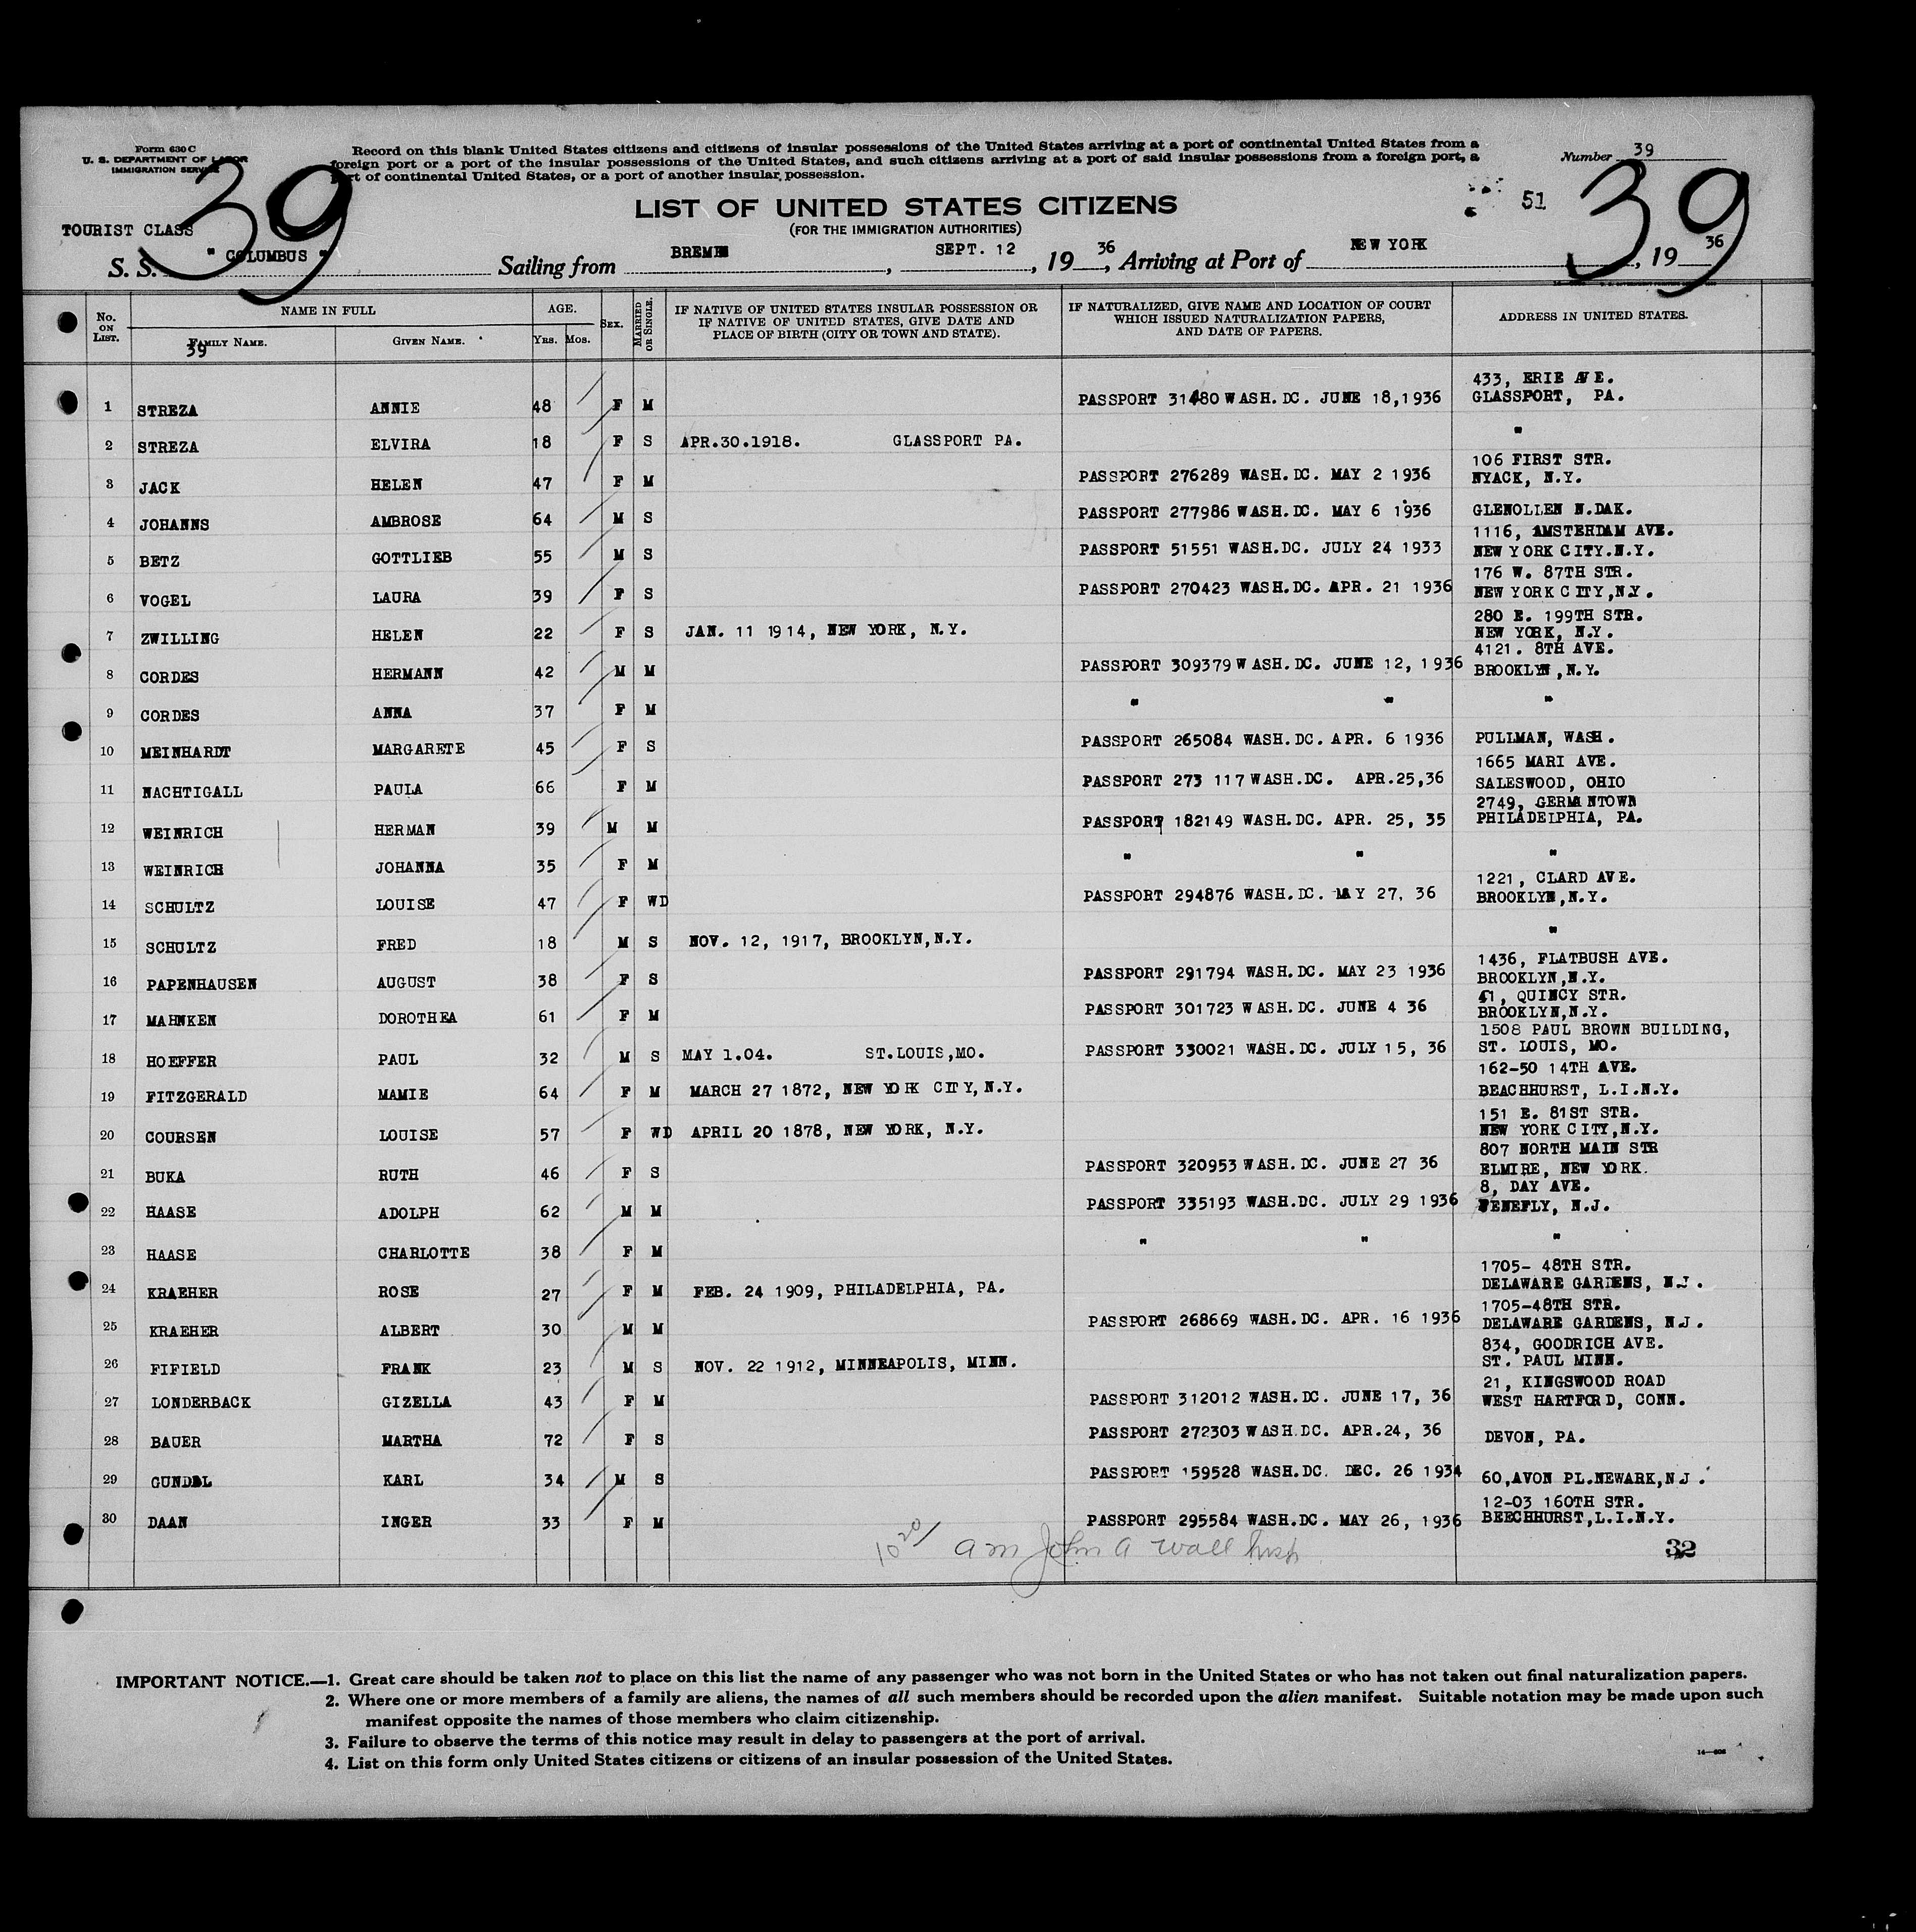 Form 630 C
U. S. DEPARTMENT OF LABOR
IMMIGRATION SERVICE
Record on this blank United States citizens and citizens of insular possessions of the United States arriving at a port of continental United States from a
foreign port or a port of the insular possessions of the United States, and such citizens arriving at a port of said insular possessions from a foreign port, a
port of continental United States, or a port of another insular possession.
Number 39
39
39
51
LIST OF UNITED STATES CITIZENS
(FOR THE IMMIGRATION AUTHORITIES)
TOURIST CLASS
S. S. " COLUMBUS " Sailing from BREMEN, SEPT. 12, 1936, Arriving at Port of NEW YORK, 1936
No. ON LIST. NAME IN FULL AGE. SEX. MARRIED OR SINGLE. IF NATIVE OF UNITED STATES INSULAR POSSESSION OR IF NATIVE OF UNITED STATES, GIVE DATE AND PLACE OF BIRTH (CITY OR TOWN AND STATE). IF NATURALIZED, GIVE NAME AND LOCATION OF COURT WHICH ISSUED NATURALIZATION PAPERS, AND DATE OF PAPERS. ADDRESS IN UNITED STATES.
FAMILY NAME. GIVEN NAME. YRS. MOS.
39
433, ERIE AVE.
1 STREZA ANNIE 48 F M PASSPORT 31480 WASH.DC. JUNE 18,1936 GLASSPORT, PA.
2 STREZA ELVIRA 18 F S APR.30.1918. GLASSPORT PA. "
106 FIRST STR.
3 JACK HELEN 47 F M PASSPORT 276289 WASH.DC. MAY 2 1936 NYACK, N.Y.
4 JOHANNS AMBROSE 64 M S PASSPORT 277986 WASH.DC. MAY 6 1936 GLENOLLEN N.DAK.
1116, AMSTERDAM AVE.
5 BETZ GOTTLIEB 55 M S PASSPORT 51551 WASH.DC. JULY 24 1933 NEW YORK CITY.N.Y.
176 W. 87TH STR.
6 VOGEL LAURA 39 F S PASSPORT 270423 WASH.DC. APR. 21 1936 NEW YORK CITY,N.Y.
280 E. 199TH STR.
7 ZWILLING HELEN 22 F S JAN. 11 1914, NEW YORK, N.Y. NEW YORK, N.Y.
4121. 8TH AVE.
8 CORDES HERMANN 42 M M PASSPORT 309379 WASH.DC. JUNE 12, 1936 BROOKLYN,N.Y.
9 CORDES ANNA 37 F M " " "
10 MEINHARDT MARGARETE 45 F S PASSPORT 265084 WASH.DC. APR. 6 1936 PULLMAN, WASH.
1665 MARI AVE.
11 NACHTIGALL PAULA 66 F M PASSPORT 273 117 WASH.DC. APR.25,36 SALESWOOD, OHIO
2749, GERMANTOWN
12 WEINRICH HERMAN 39 M M PASSPORT 182149 WASH.DC. APR. 25, 35 PHILADELPHIA, PA.
13 WEINRICH JOHANNA 35 F M " " "
1221, CLARD AVE.
14 SCHULTZ LOUISE 47 F WD PASSPORT 294876 WASH.DC. MAY 27, 36 BROOKLYN,N.Y.
15 SCHULTZ FRED 18 M S NOV. 12, 1917, BROOKLYN,N.Y. "
1436, FLATBUSH AVE.
16 PAPENHAUSEN AUGUST 38 F S PASSPORT 291794 WASH.DC. MAY 23 1936 BROOKLYN,N.Y.
41, QUINCY STR.
17 MAHNKEN DOROTHEA 61 F M PASSPORT 301723 WASH.DC. JUNE 4 36 BROOKLYN,N.Y.
1508 PAUL BROWN BUILDING,
18 HOEFFER PAUL 32 M S MAY 1.04. ST.LOUIS,MO. PASSPORT 330021 WASH.DC. JULY 15, 36 ST. LOUIS, MO.
162-50 14TH AVE.
19 FITZGERALD MAMIE 64 F M MARCH 27 1872, NEW YORK CITY,N.Y. BEACHHURST, L.I.N.Y.
151 E. 81ST STR.
20 COURSEN LOUISE 57 F WD APRIL 20 1878, NEW YORK, N.Y. NEW YORK CITY,N.Y.
807 NORTH MAIN STR
21 BUKA RUTH 46 F S PASSPORT 320953 WASH.DC. JUNE 27 36 ELMIRE, NEW YORK.
8, DAY AVE.
22 HAASE ADOLPH 62 M M PASSPORT 335193 WASH.DC. JULY 29 1936 TENEFLY, N.J.
23 HAASE CHARLOTTE 38 F M " " "
1705- 48TH STR.
24 KRAEHER ROSE 27 F M FEB. 24 1909, PHILADELPHIA, PA. DELAWARE GARDENS, N.J.
1705-48TH STR.
25 KRAEHER ALBERT 30 M M PASSPORT 268669 WASH.DC. APR. 16 1936 DELAWARE GARDENS, N.J.
834, GOODRICH AVE.
26 FIFIELD FRANK 23 M S NOV. 22 1912, MINNEAPOLIS, MINN. ST. PAUL MINN.
21, KINGSWOOD ROAD
27 LONDERBACK GIZELLA 43 F M PASSPORT 312012 WASH.DC. JUNE 17, 36 WEST HARTFORD, CONN.
28 BAUER MARTHA 72 F S PASSPORT 272303 WASH.DC. APR.24, 36 DEVON, PA.
29 GUNDEL KARL 34 M S PASSPORT 159528 WASH.DC. DEC. 26 1934 60,AVON PL.NEWARK,N.J.
12-03 160TH STR.
30 DAAN INGER 33 F M PASSPORT 295584 WASH.DC. MAY 26, 1936 BEECHHURST,L.I.N.Y.
10 20/ am John A Wall Insp
32
IMPORTANT NOTICE.—1. Great care should be taken not to place on this list the name of any passenger who was not born in the United States or who has not taken out final naturalization papers.
2. Where one or more members of a family are aliens, the names of all such members should be recorded upon the alien manifest. Suitable notation may be made upon such
manifest opposite the names of those members who claim citizenship.
3. Failure to observe the terms of this notice may result in delay to passengers at the port of arrival.
4. List on this form only United States citizens or citizens of an insular possession of the United States.